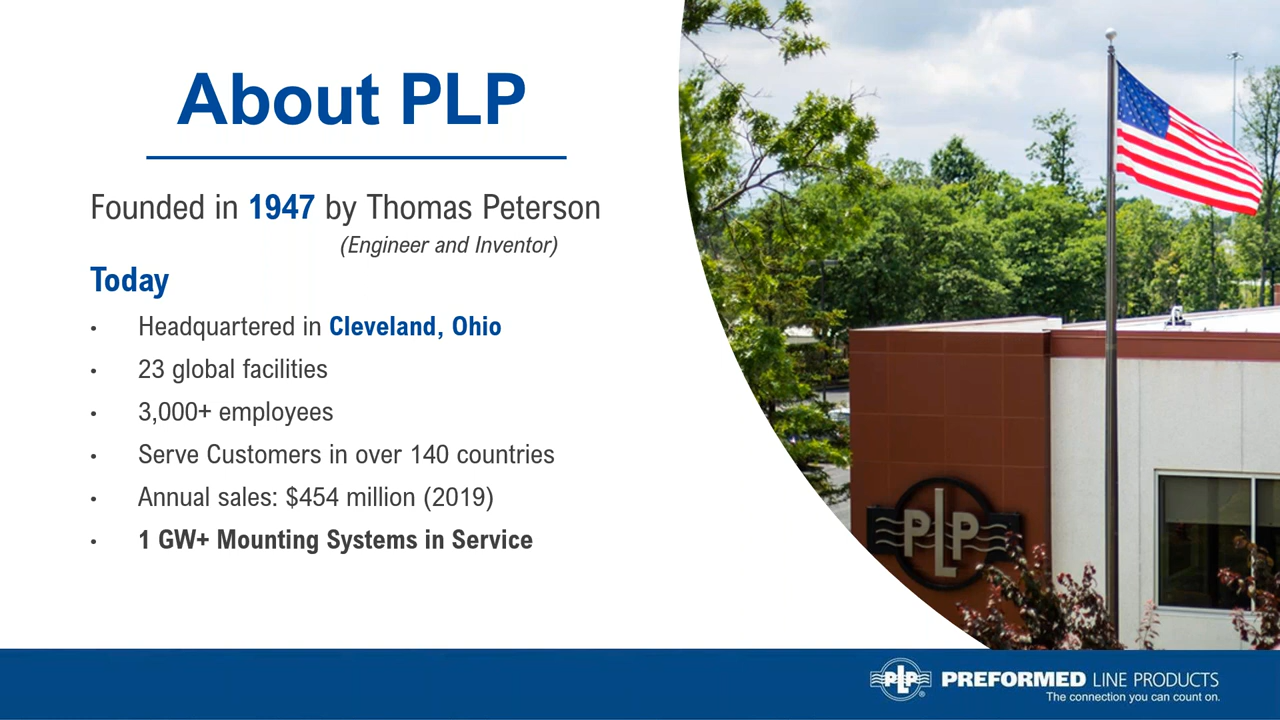 About PLP
Founded in 1947 by Thomas Peterson
(Engineer and Inventor)
Today
• Headquartered in Cleveland, Ohio
• 23 global facilities
• 3,000+ employees
• Serve Customers in over 140 countries
• Annual sales: $454 million (2019)
• 1 GW+ Mounting Systems in Service
PLP
PLP ®
PREFORMED LINE PRODUCTS
The connection you can count on.